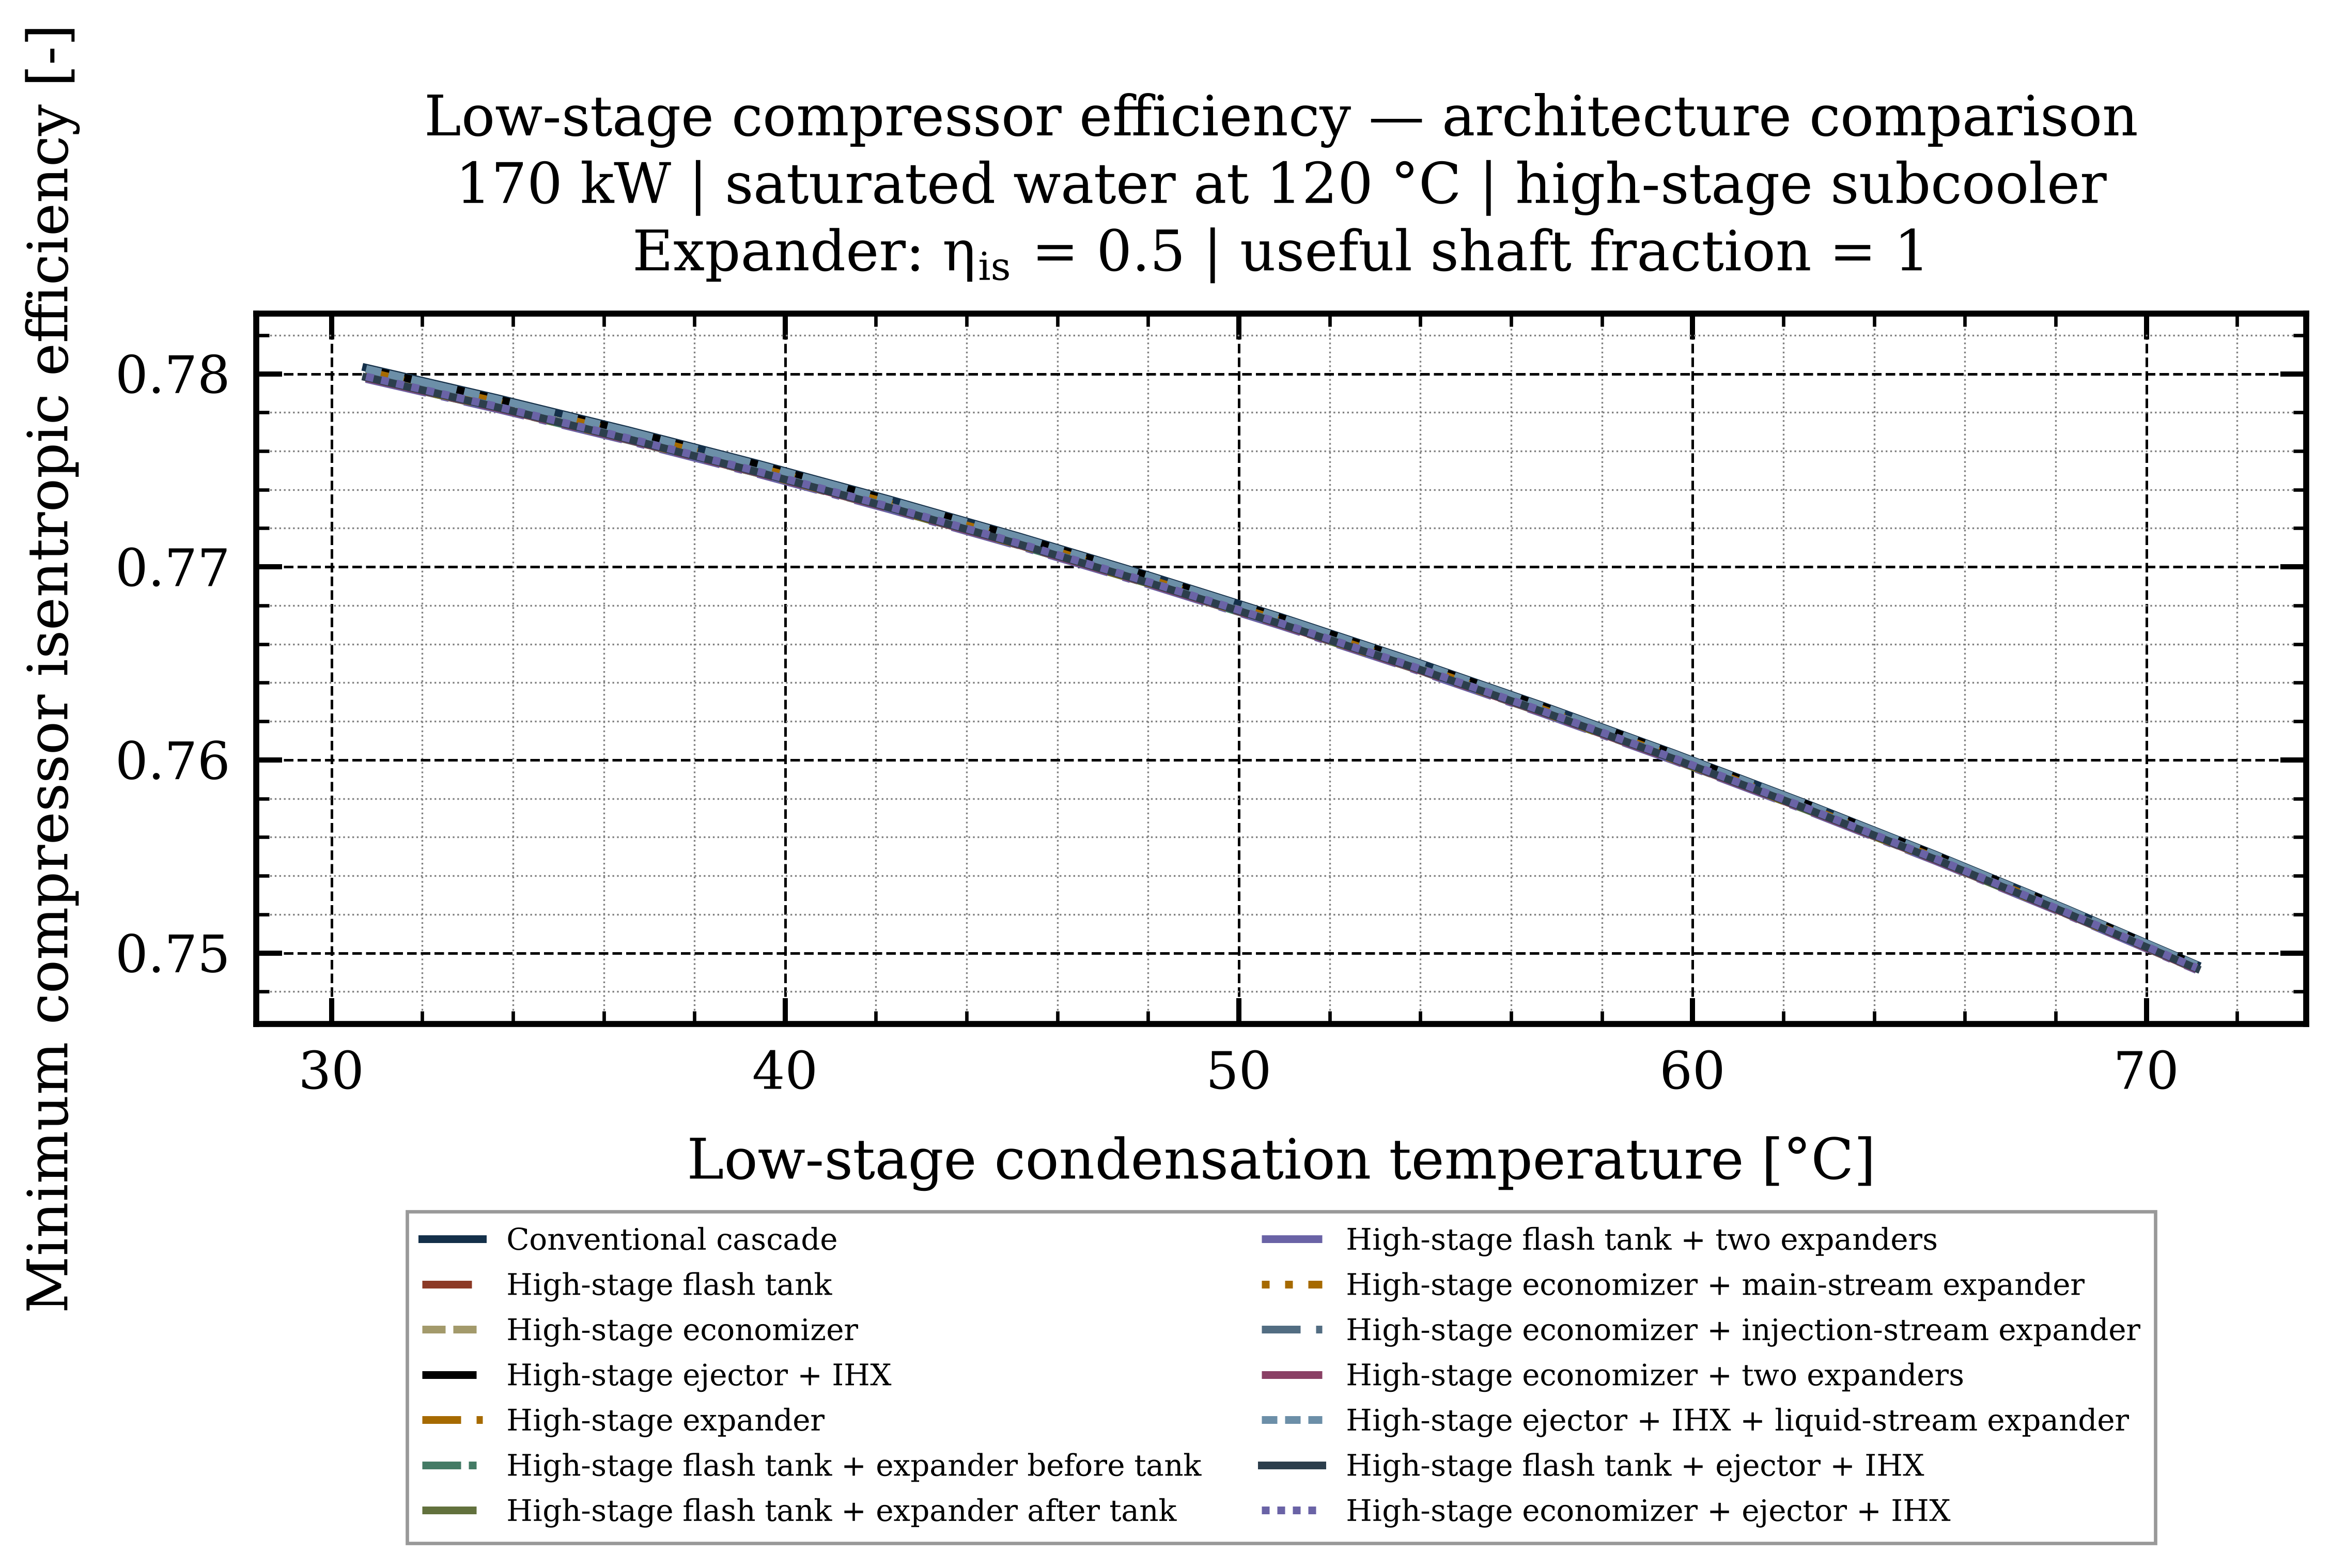 Low-stage compressor efficiency — architecture comparison
170 kW | saturated water at 120 °C | high-stage subcooler
Expander: ηis = 0.5 | useful shaft fraction = 1
Minimum compressor isentropic efficiency [-]
0.78
0.77
0.76
0.75
30 40 50 60 70
Low-stage condensation temperature [°C]
Conventional cascade
High-stage flash tank
High-stage economizer
High-stage ejector + IHX
High-stage expander
High-stage flash tank + expander before tank
High-stage flash tank + expander after tank
High-stage flash tank + two expanders
High-stage economizer + main-stream expander
High-stage economizer + injection-stream expander
High-stage economizer + two expanders
High-stage ejector + IHX + liquid-stream expander
High-stage flash tank + ejector + IHX
High-stage economizer + ejector + IHX